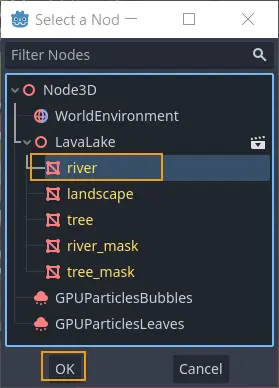 Select a Nod
Filter Nodes
Node3D
WorldEnvironment
LavaLake
river
landscape
tree
river_mask
tree_mask
GPUParticlesBubbles
GPUParticlesLeaves
OK Cancel